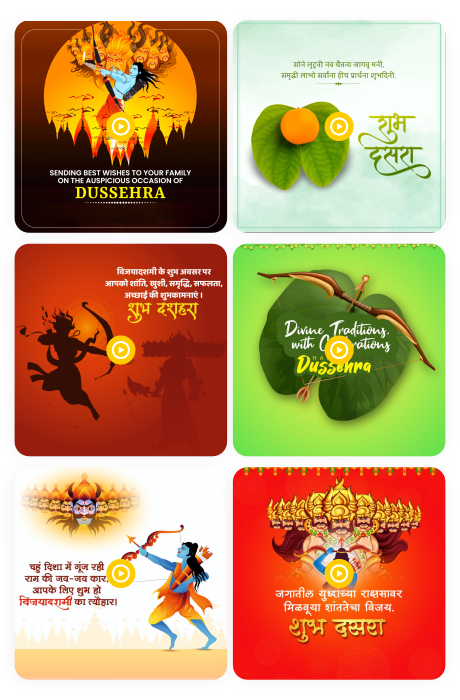 SENDING BEST WISHES TO YOUR FAMILY
ON THE AUSPICIOUS OCCASION OF
DUSSEHRA
सोने लुटूनी नव चैतन्य जागवू मनी,
समृद्धी लाभो सर्वांना हीच प्रार्थना शुभदिनी.
शुभ
दसरा
विजयादशमी के शुभ अवसर पर
आपको शांति, खुशी, समृद्धि, सफलता,
अच्छाई की शुभकामनाएं ।
शुभ दशहरा
Divine Traditions,
with
Dussehra
चहुं दिशा में गूंज रही
राम की जय-जय कार,
आपके लिए शुभ हो
विजयादशमी का त्यौहार।
जगातील युद्धांच्या राक्षसावर
मिळवूया शांततेचा विजय.
शुभ दसरा